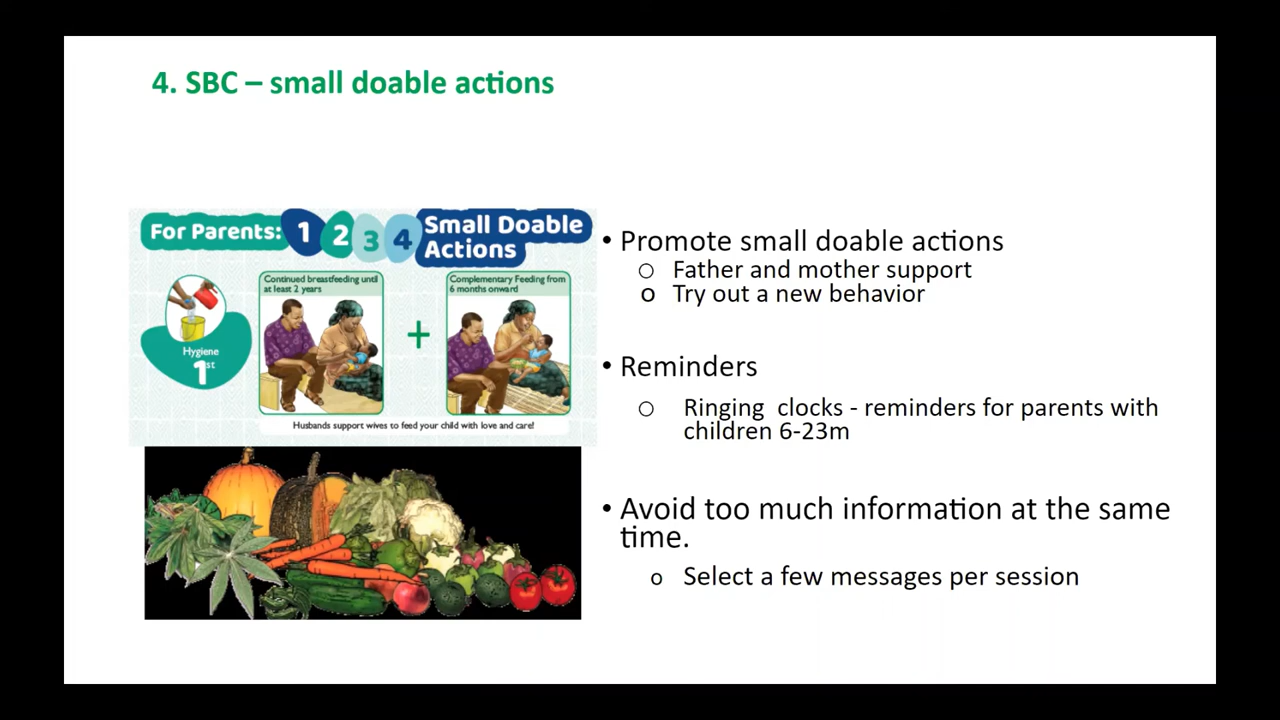 4. SBC – small doable actions
For Parents: 1 2 3 4 Small Doable
Actions
Continued breastfeeding until
at least 2 years
Complementary Feeding from
6 months onward
+
Hygiene
1st
Husbands support wives to feed your child with love and care!
• Promote small doable actions
o Father and mother support
o Try out a new behavior
• Reminders
o Ringing clocks - reminders for parents with
children 6-23m
• Avoid too much information at the same
time.
o Select a few messages per session